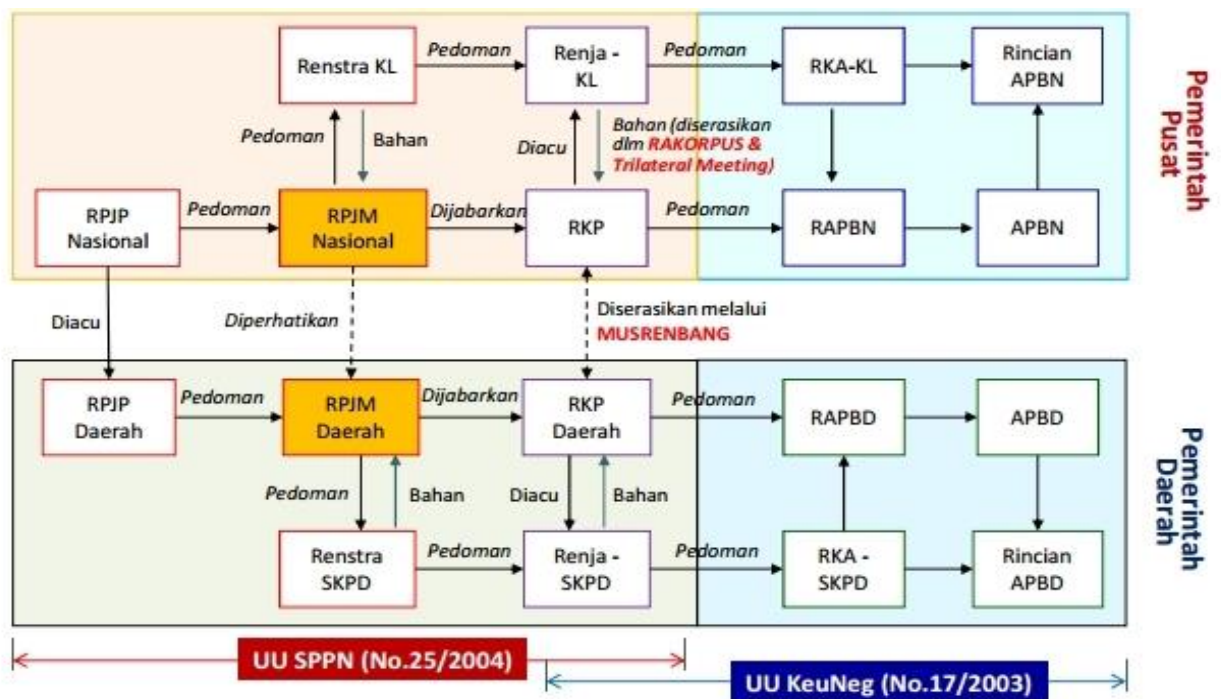 Pedoman
Pedoman
Renstra KL
Renja -
KL
RKA-KL
Rincian
APBN
Pedoman
Bahan
Diacu
Bahan (diserasikan
dlm RAKORPUS &
Trilateral Meeting)
Pemerintah
Pusat
RPJP
Nasional
Pedoman
RPJM
Nasional
Dijabarkan
RKP
Pedoman
RAPBN
APBN
Diacu
Diperhatikan
Diserasikan melalui
MUSRENBANG
RPJP
Daerah
Pedoman
RPJM
Daerah
Dijabarkan
RKP
Daerah
Pedoman
RAPBD
APBD
Pedoman
Bahan
Diacu
Bahan
Pemerintah
Daerah
Renstra
SKPD
Pedoman
Renja -
SKPD
Pedoman
RKA -
SKPD
Rincian
APBD
UU SPPN (No.25/2004)
UU KeuNeg (No.17/2003)